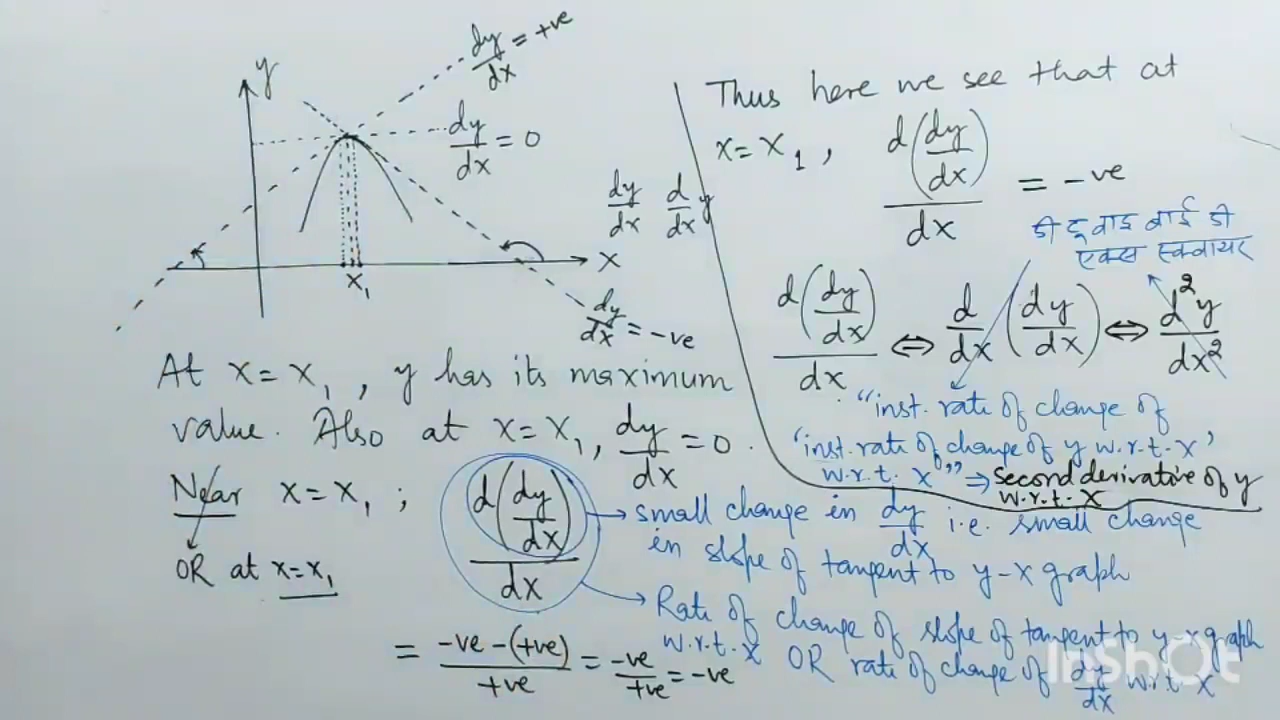 y
dy/dx = +ve
dy/dx = 0
x
x₁
dy/dx = -ve
dy/dx d/dx y
At x = x₁, y has its maximum
value. Also at x = x₁, dy/dx = 0.
Near x = x₁ ; d(dy/dx)/dx
OR at x = x₁
→ small change in dy/dx i.e. small change
in slope of tangent to y-x graph
→ Rate of change of slope of tangent to y-x graph
w.r.t. x OR rate of change of dy/dx w.r.t x
= -ve-(+ve)/+ve = -ve/+ve = -ve
Thus here we see that at
x = x₁, d(dy/dx)/dx = -ve
डी टू वाइ बाई डी
एक्स स्क्वायर
d(dy/dx)/dx ⇔ d/dx (dy/dx) ⇔ d²y/dx²
"inst. rate of change of
'inst. rate of change of y w.r.t. x'
w.r.t. x" ⇒ second derivative of y
w.r.t. x
InShOt